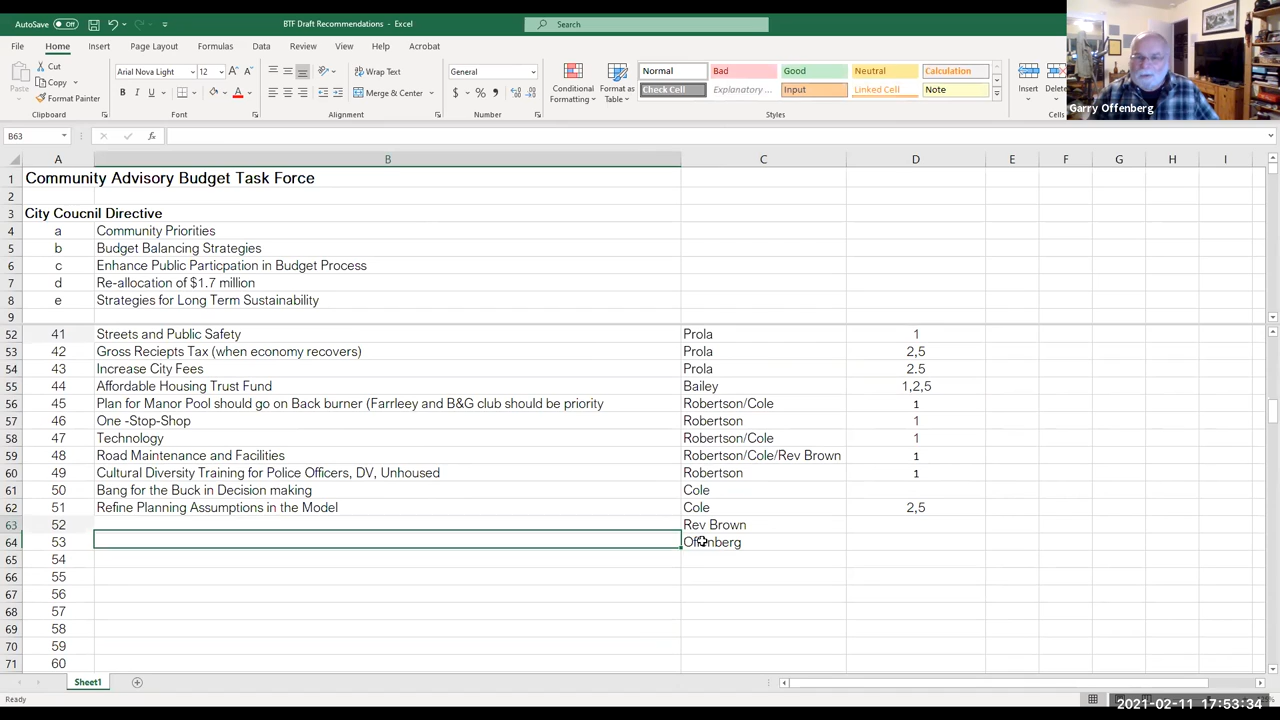 AutoSave Off BTF Draft Recommendations - Excel Search
File Home Insert Page Layout Formulas Data Review View Help Acrobat
Cut Arial Nova Light 12 Wrap Text General Normal Bad Good Neutral Calculation
Paste Copy Format Painter B I U Merge & Center $ % Conditional Formatting Format as Table Check Cell Explanatory ... Input Linked Cell Note Insert Delete
Clipboard Font Alignment Number Styles Cells
Garry Offenberg
B63 fx
A B C D E F G H I
1 Community Advisory Budget Task Force
2
3 City Coucnil Directive
4 a Community Priorities
5 b Budget Balancing Strategies
6 c Enhance Public Particpation in Budget Process
7 d Re-allocation of $1.7 million
8 e Strategies for Long Term Sustainability
9
52 41 Streets and Public Safety Prola 1
53 42 Gross Reciepts Tax (when economy recovers) Prola 2,5
54 43 Increase City Fees Prola 2.5
55 44 Affordable Housing Trust Fund Bailey 1,2,5
56 45 Plan for Manor Pool should go on Back burner (Farrleey and B&G club should be priority Robertson/Cole 1
57 46 One -Stop-Shop Robertson 1
58 47 Technology Robertson/Cole 1
59 48 Road Maintenance and Facilities Robertson/Cole/Rev Brown 1
60 49 Cultural Diversity Training for Police Officers, DV, Unhoused Robertson 1
61 50 Bang for the Buck in Decision making Cole
62 51 Refine Planning Assumptions in the Model Cole 2,5
63 52 Rev Brown
64 53 Offenberg
65 54
66 55
67 56
68 57
69 58
70 59
71 60
Sheet1
Ready
2021-02-11 17:53:34